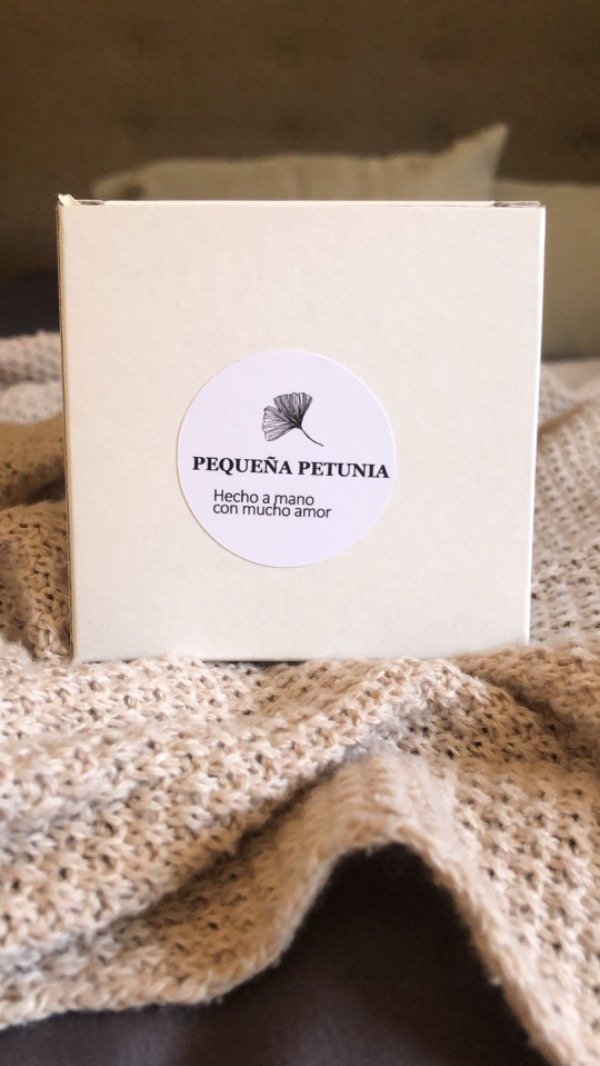 PEQUEÑA PETUNIA
Hecho a mano
con mucho amor